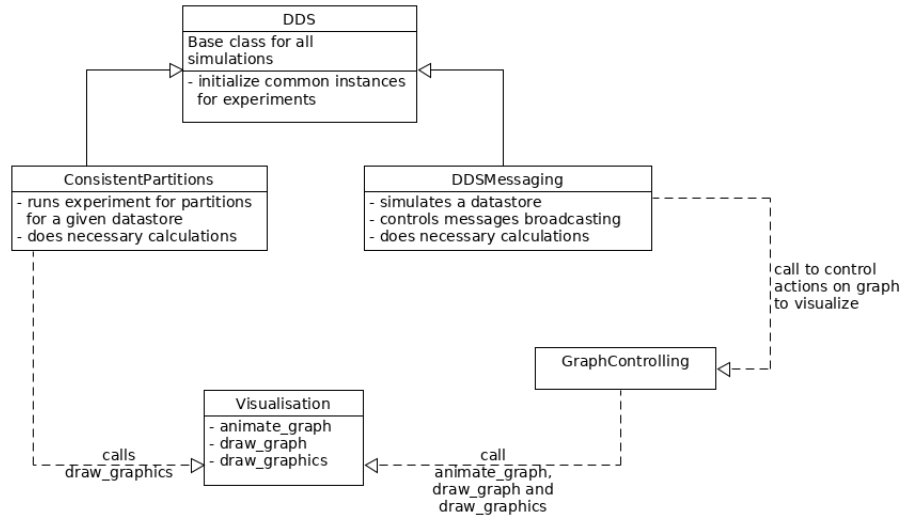 DDS
Base class for all
simulations
- initialize common instances
for experiments
ConsistentPartitions
- runs experiment for partitions
for a given datastore
- does necessary calculations
DDSMessaging
- simulates a datastore
- controls messages broadcasting
- does necessary calculations
call to control
actions on graph
to visualize
GraphControlling
Visualisation
- animate_graph
- draw_graph
- draw_graphics
calls
draw_graphics
call
animate_graph,
draw_graph and
draw_graphics